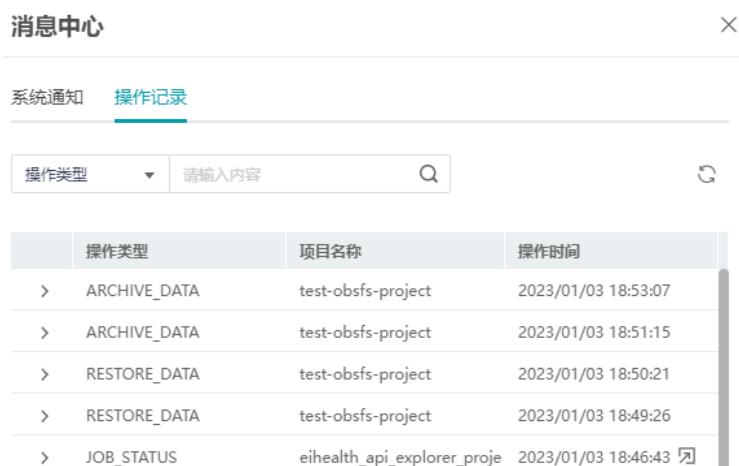 消息中心
系统通知 操作记录
操作类型 请输入内容
操作类型 项目名称 操作时间
ARCHIVE_DATA test-obsfs-project 2023/01/03 18:53:07
ARCHIVE_DATA test-obsfs-project 2023/01/03 18:51:15
RESTORE_DATA test-obsfs-project 2023/01/03 18:50:21
RESTORE_DATA test-obsfs-project 2023/01/03 18:49:26
JOB_STATUS eihealth_api_explorer_proje 2023/01/03 18:46:43